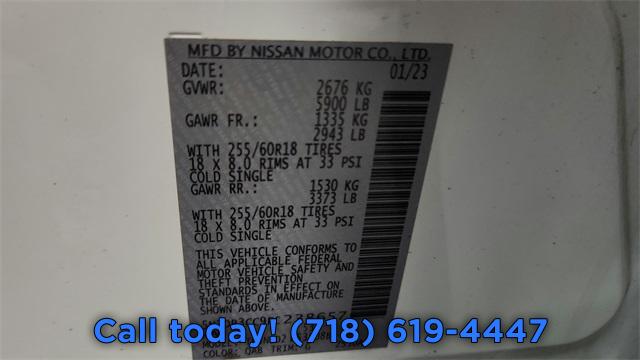 MFD BY NISSAN MOTOR CO., LTD.
DATE: 01/23
GVWR: 2676 KG
5900 LB
GAWR FR.: 1335 KG
2943 LB
WITH 255/60R18 TIRES
18 X 8.0 RIMS AT 33 PSI
COLD SINGLE
GAWR RR.: 1530 KG
3373 LB
WITH 255/60R18 TIRES
18 X 8.0 RIMS AT 33 PSI
COLD SINGLE
THIS VEHICLE CONFORMS TO
ALL APPLICABLE FEDERAL
MOTOR VEHICLE SAFETY AND
THEFT PREVENTION
STANDARDS IN EFFECT ON
THE DATE OF MANUFACTURE
SHOWN ABOVE.
Call today! (718) 619-4447
COLOR: QAB TRIM: